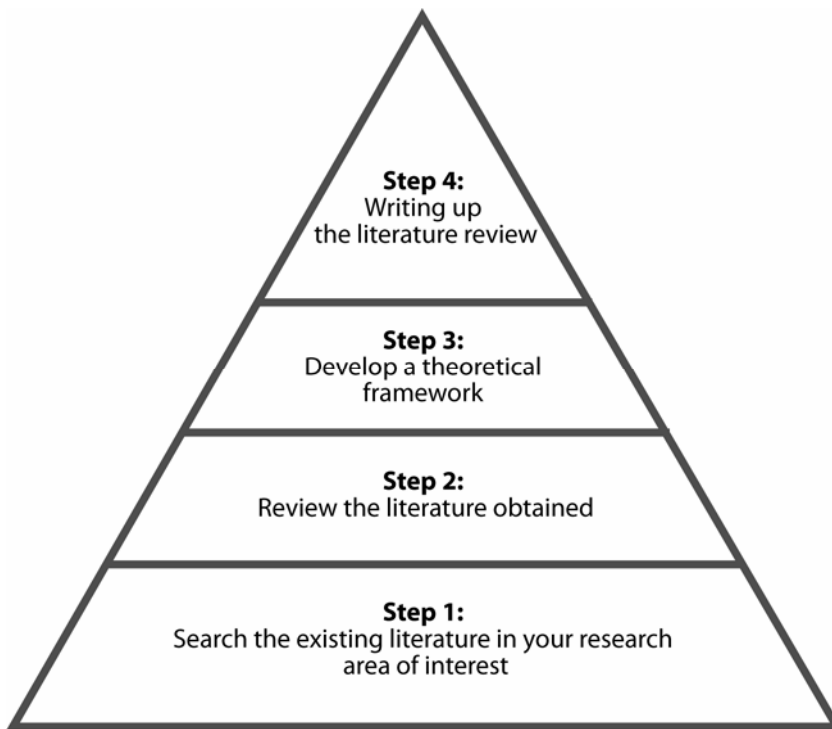 Step 4:
Writing up
the literature review
Step 3:
Develop a theoretical
framework
Step 2:
Review the literature obtained
Step 1:
Search the existing literature in your research
area of interest